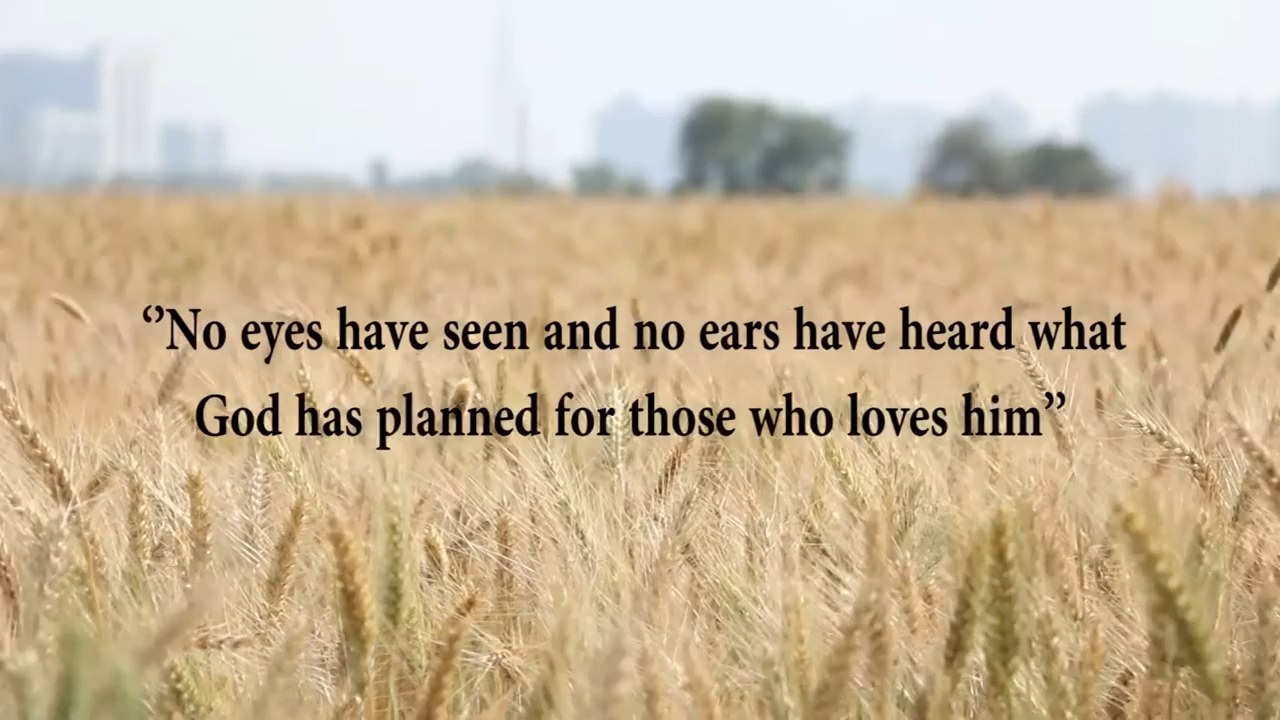 ‘’No eyes have seen and no ears have heard what
God has planned for those who loves him’’